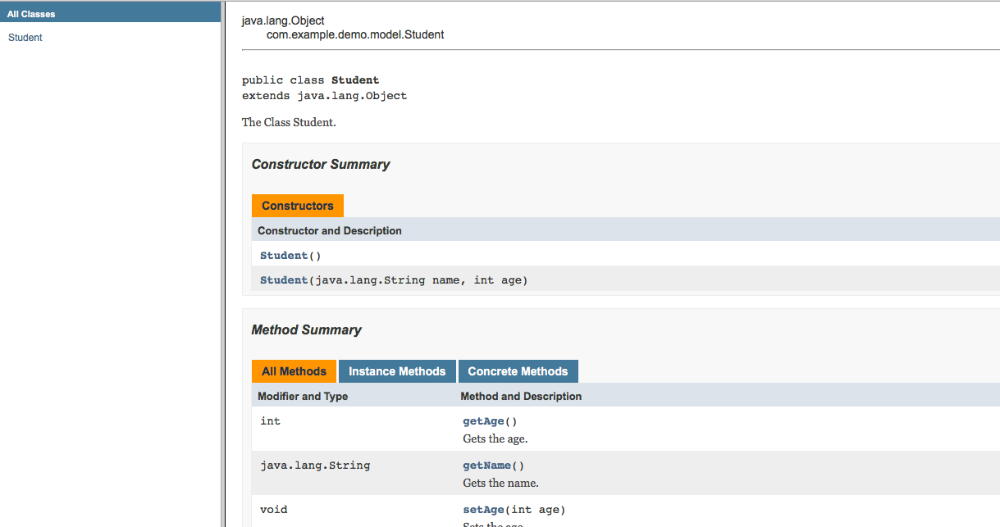 All Classes
Student
java.lang.Object
com.example.demo.model.Student
public class Student
extends java.lang.Object
The Class Student.
Constructor Summary
Constructors
Constructor and Description
Student()
Student(java.lang.String name, int age)
Method Summary
All Methods Instance Methods Concrete Methods
Modifier and Type Method and Description
int getAge()
Gets the age.
java.lang.String getName()
Gets the name.
void setAge(int age)
Sets the age.